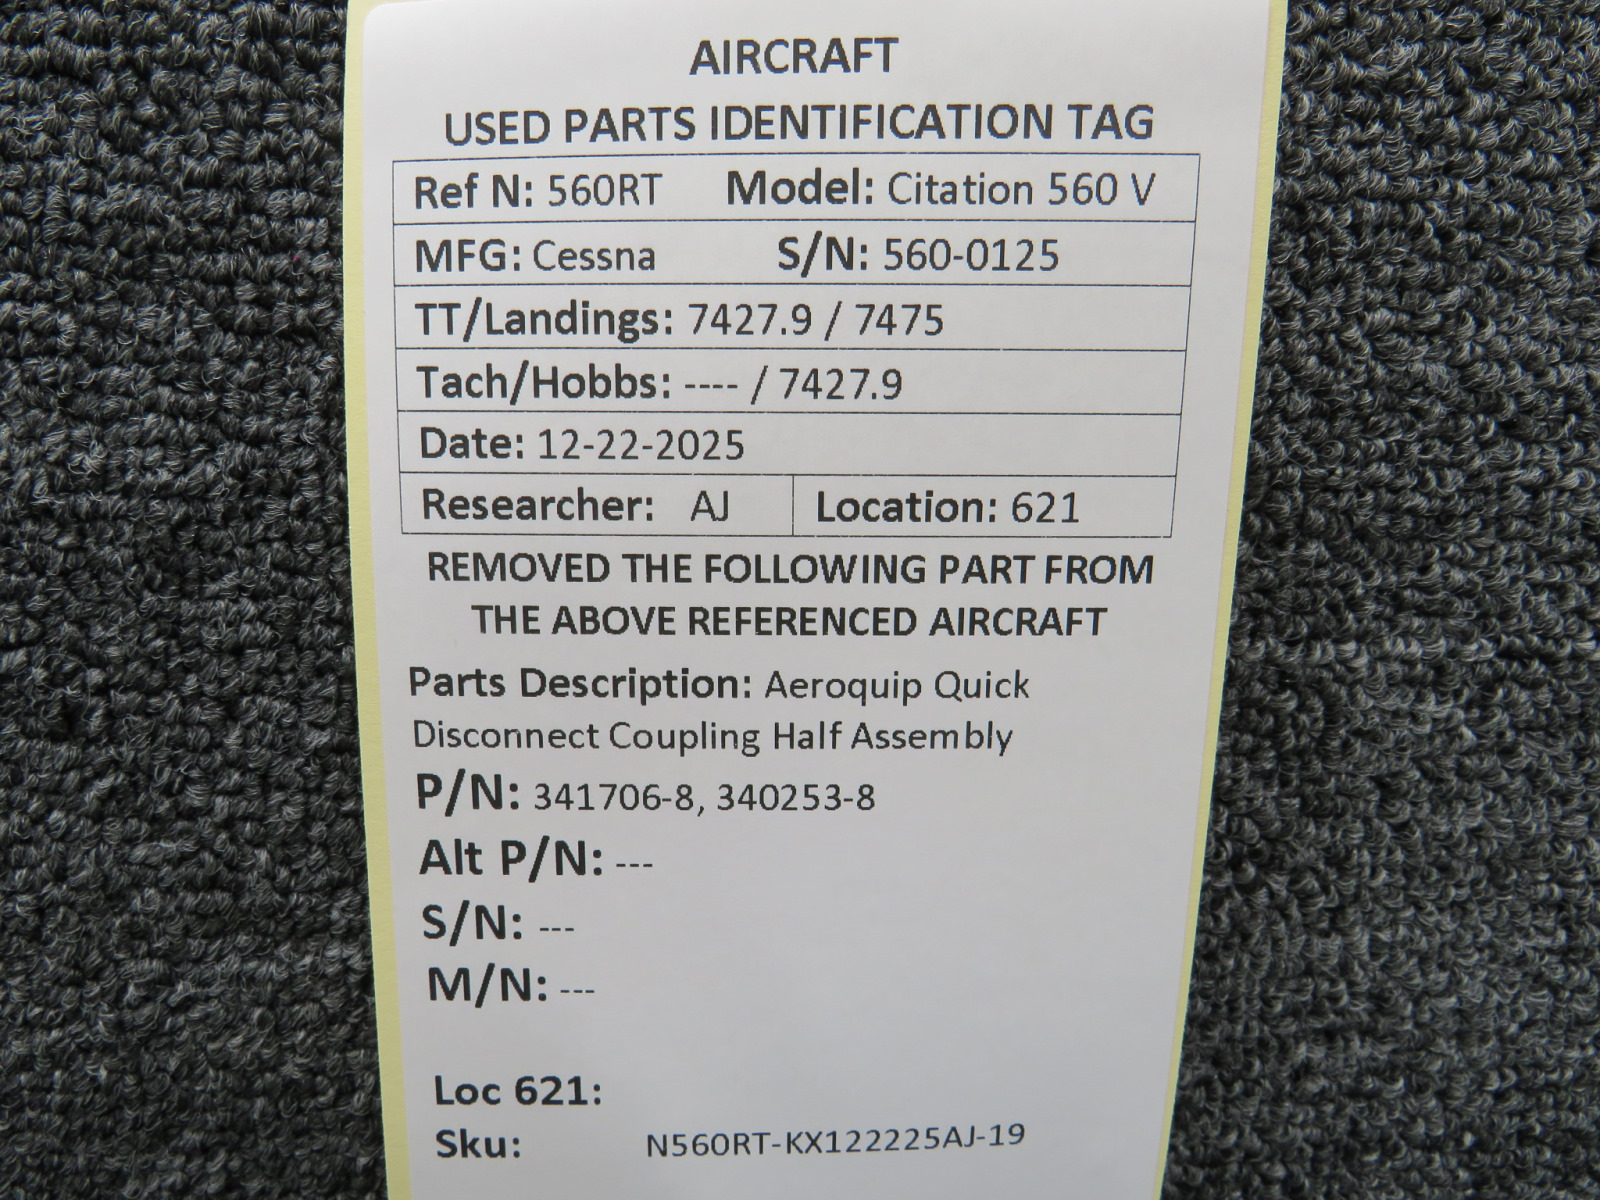 AIRCRAFT
USED PARTS IDENTIFICATION TAG
Ref N: 560RT Model: Citation 560 V
MFG: Cessna S/N: 560-0125
TT/Landings: 7427.9 / 7475
Tach/Hobbs: ---- / 7427.9
Date: 12-22-2025
Researcher: AJ Location: 621
REMOVED THE FOLLOWING PART FROM
THE ABOVE REFERENCED AIRCRAFT
Parts Description: Aeroquip Quick
Disconnect Coupling Half Assembly
P/N: 341706-8, 340253-8
Alt P/N: ---
S/N: ---
M/N: ---
Loc 621:
Sku: N560RT-KX122225AJ-19